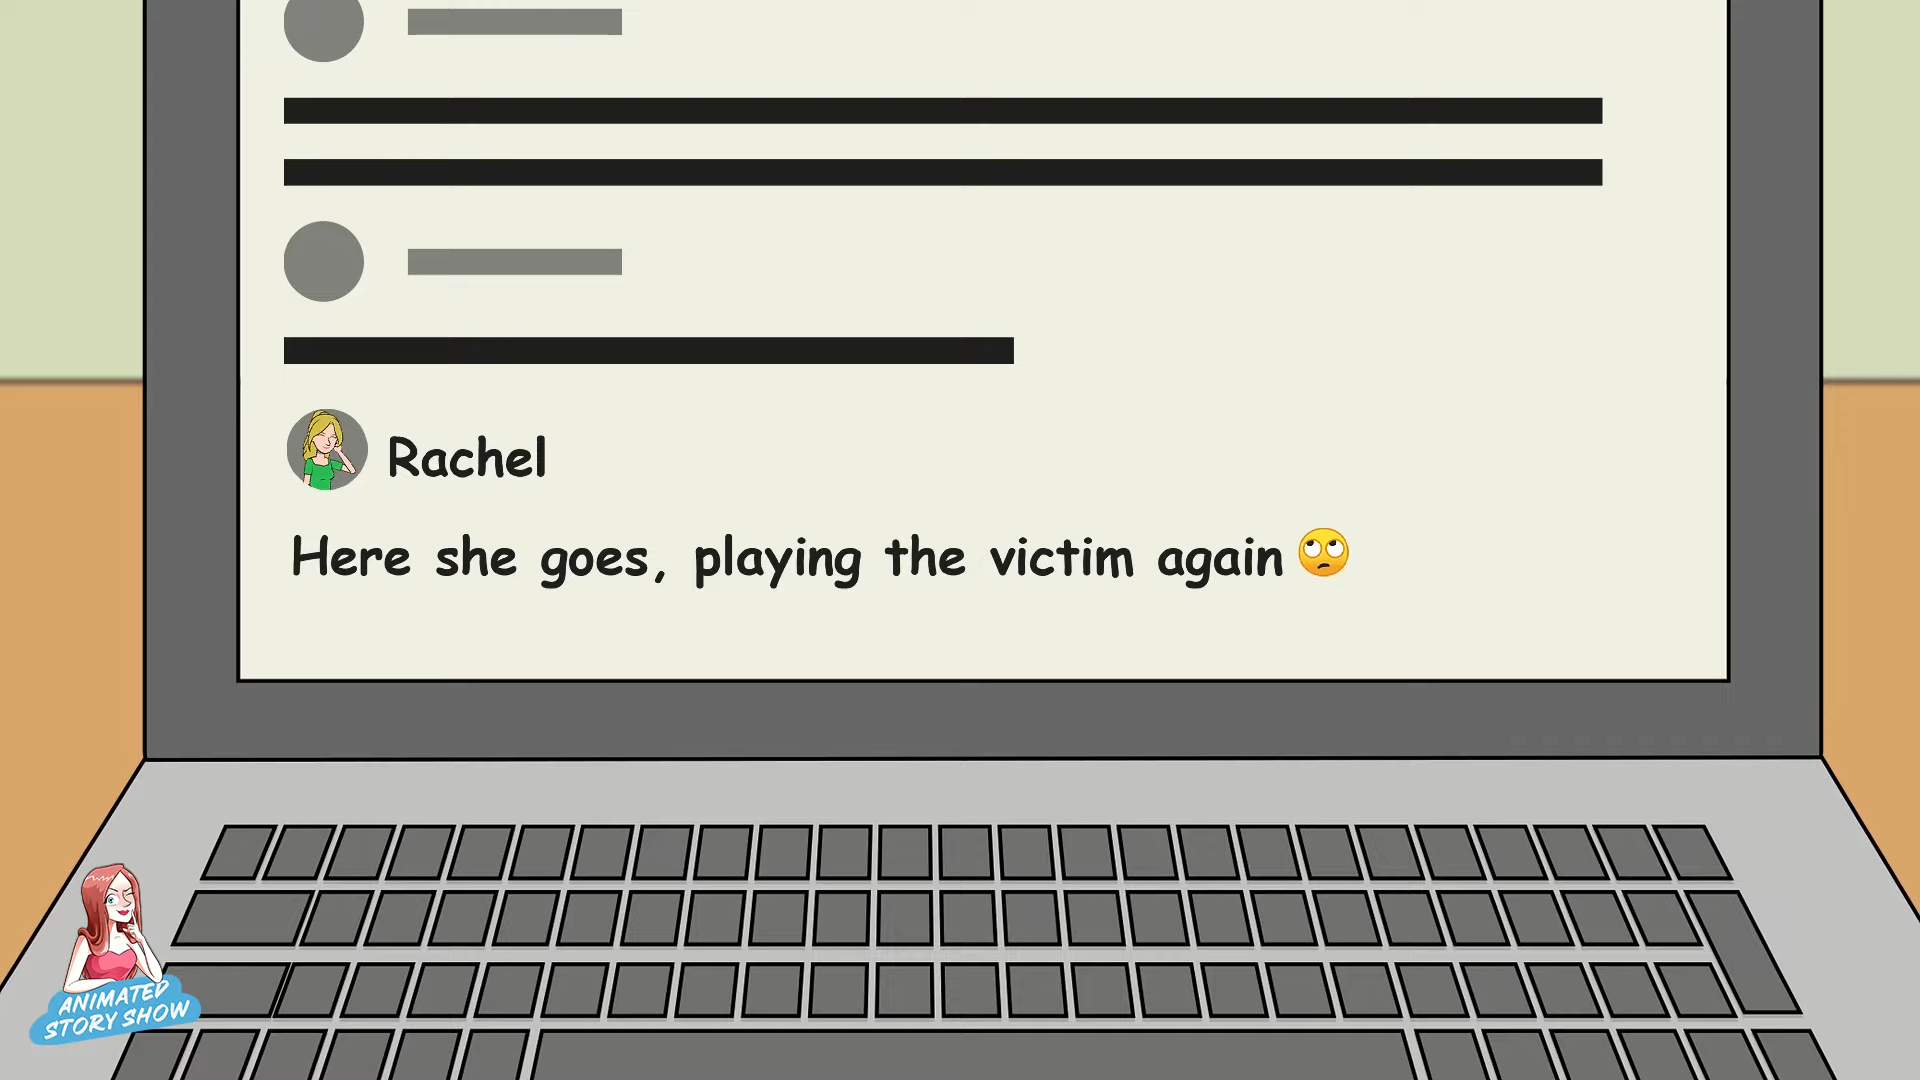 Rachel
Here she goes, playing the victim again 🙄
ANIMATED
STORY SHOW